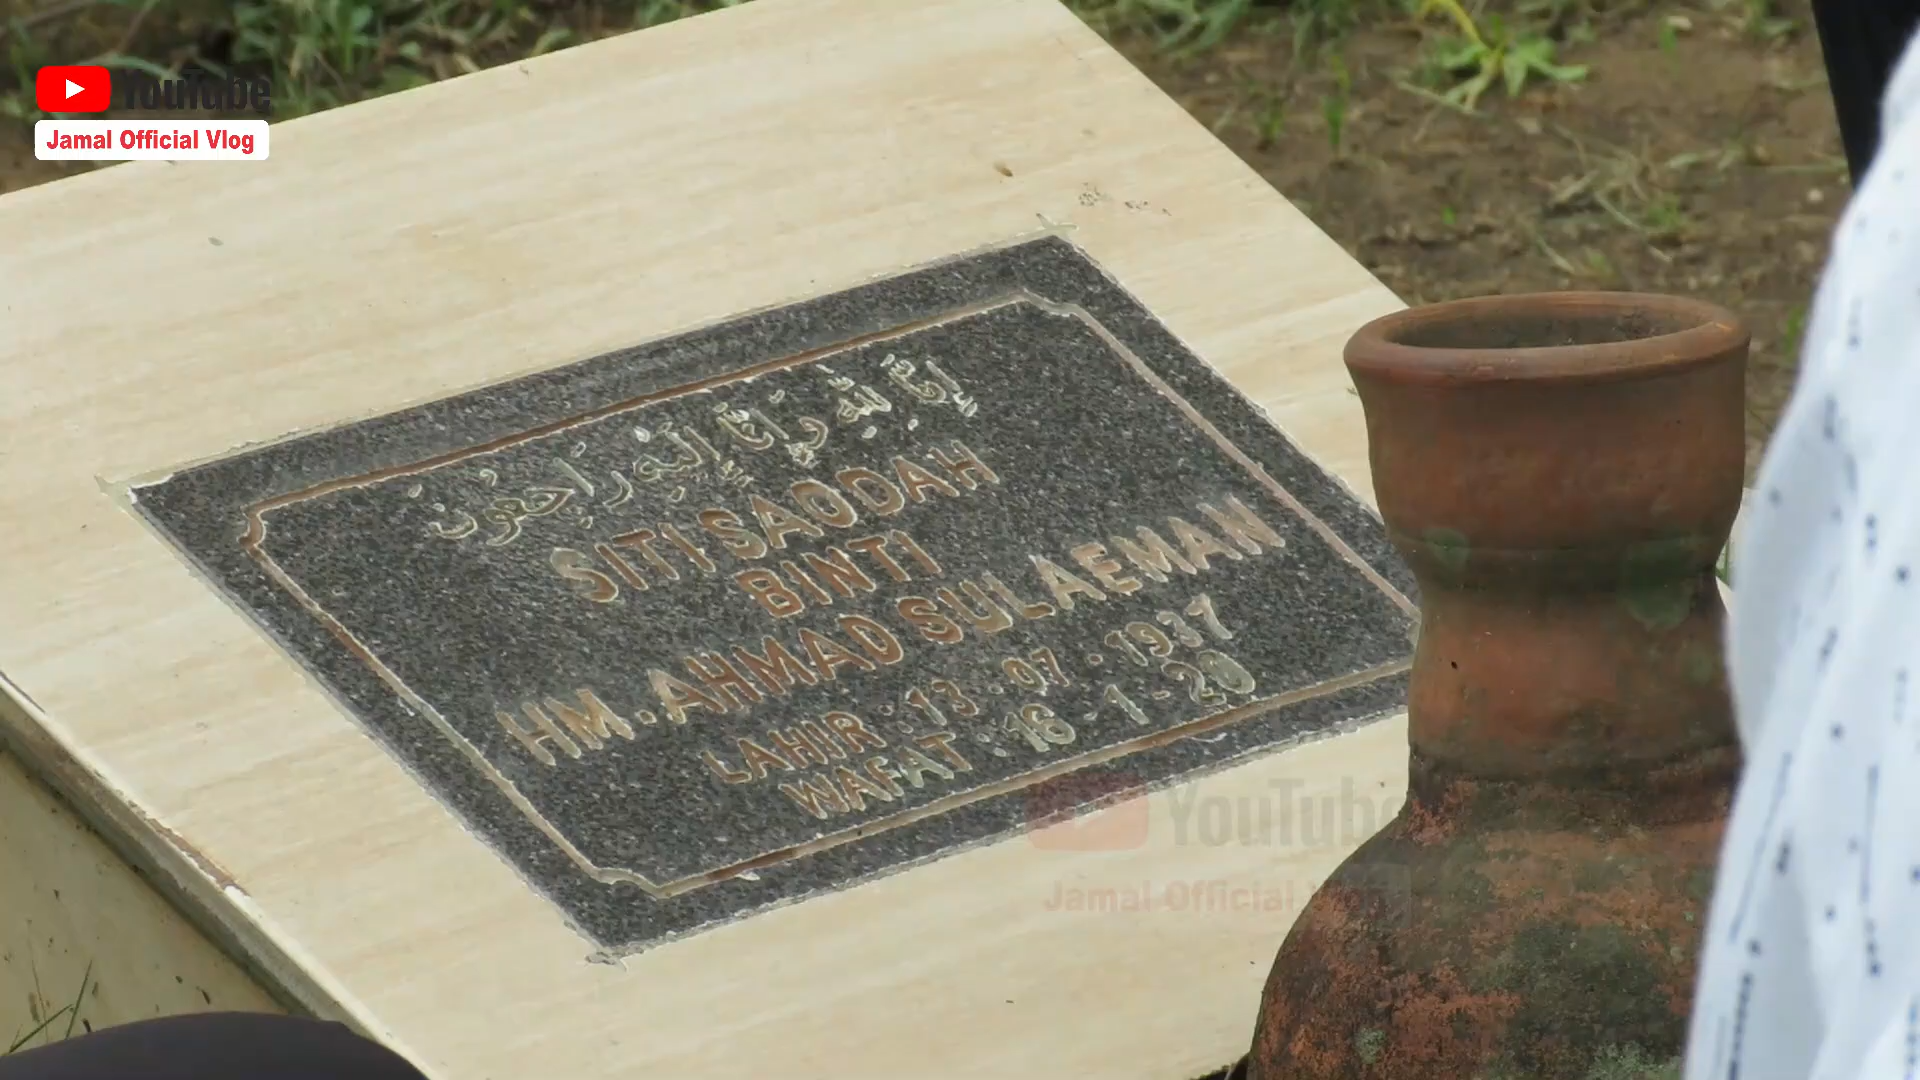 YouTube
Jamal Official Vlog
إِنَّا لِلّٰهِ وَإِنَّا إِلَيْهِ رَاجِعُونَ
SITI SAODAH
BINTI
HM. AHMAD SULAEMAN
LAHIR : 13 - 07 - 1937
WAFAT : 16 - 1 - 20
YouTube
Jamal Official Vlog